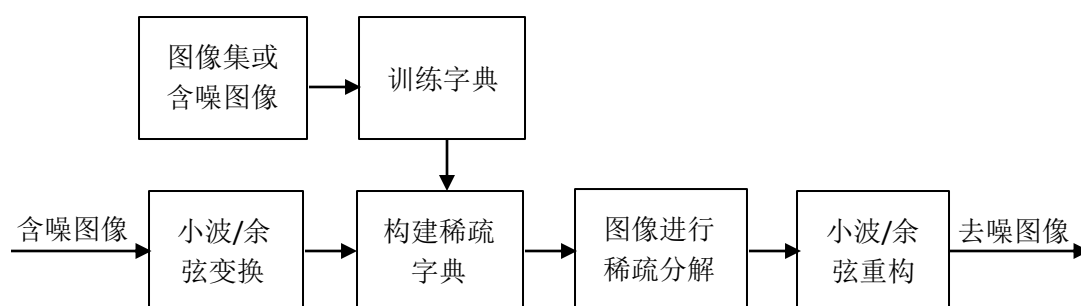 图像集或
含噪图像
训练字典
含噪图像
小波/余
弦变换
构建稀疏
字典
图像进行
稀疏分解
小波/余
弦重构
去噪图像